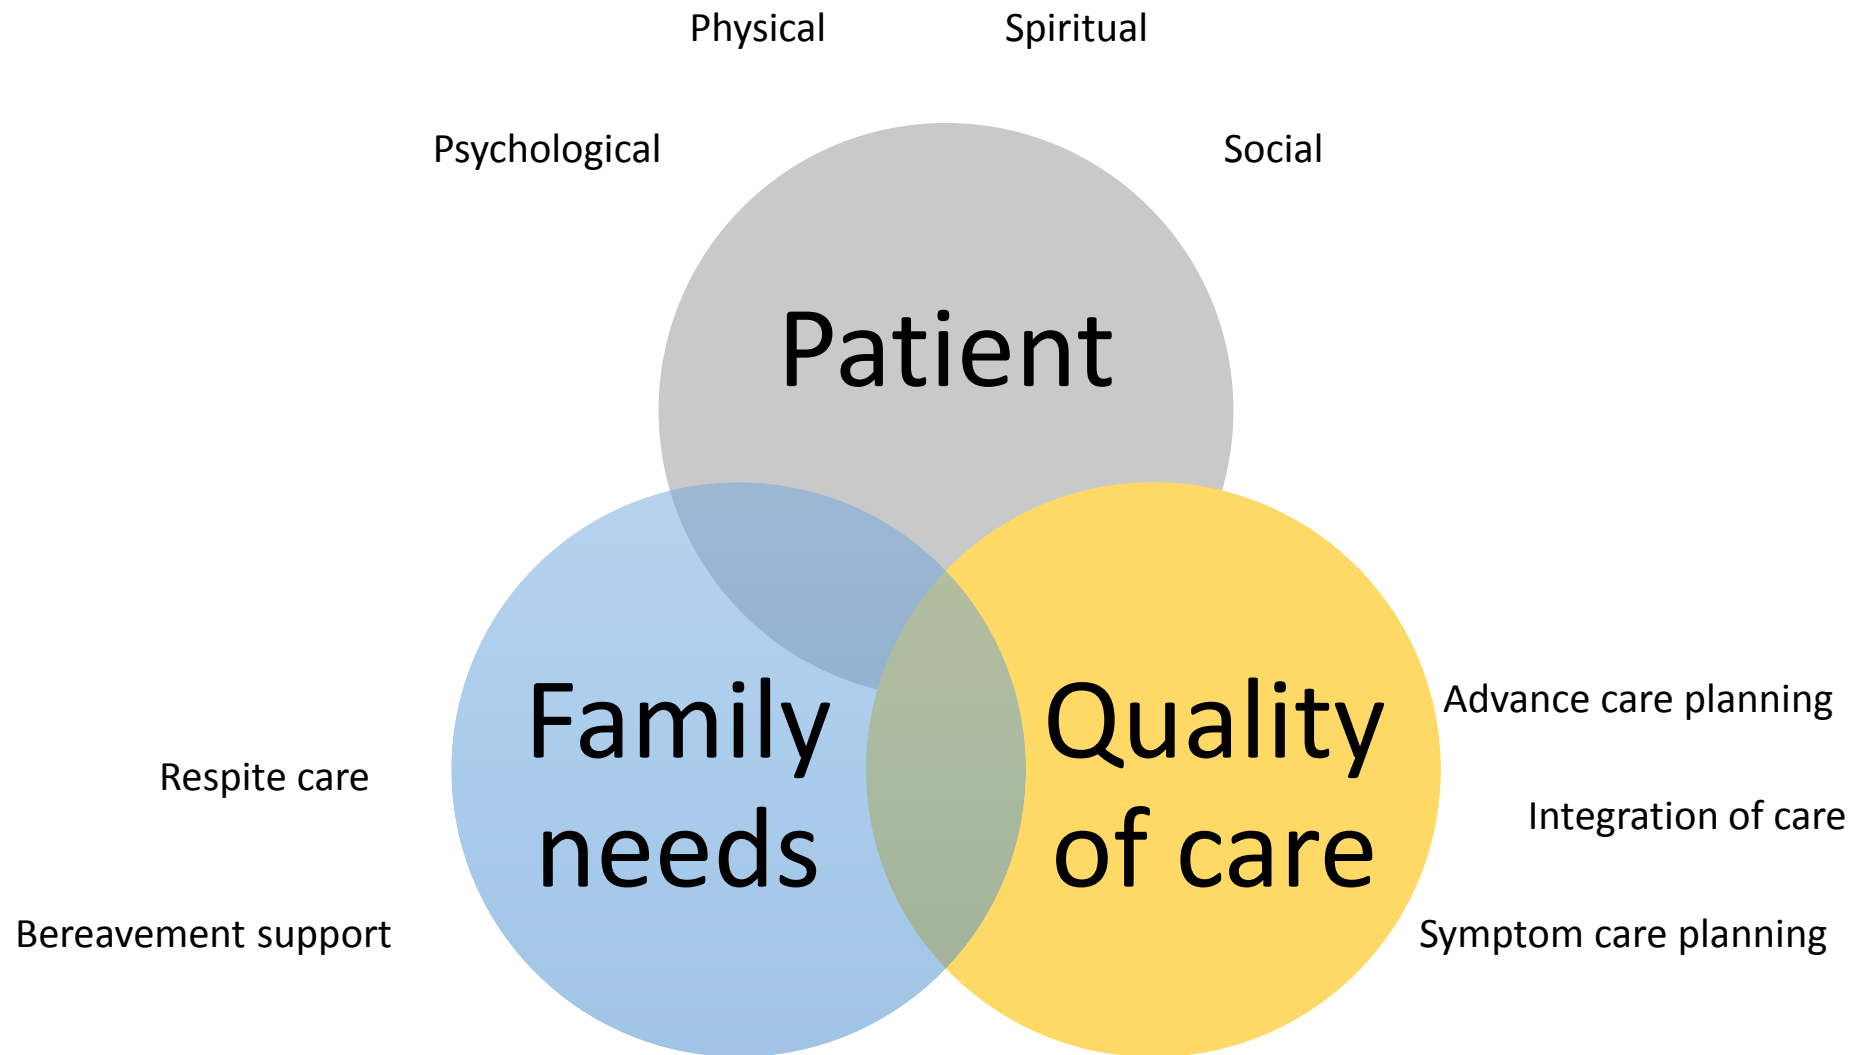 Physical
Spiritual
Psychological
Social
Patient
Family
needs
Quality
of care
Respite care
Bereavement support
Advance care planning
Integration of care
Symptom care planning